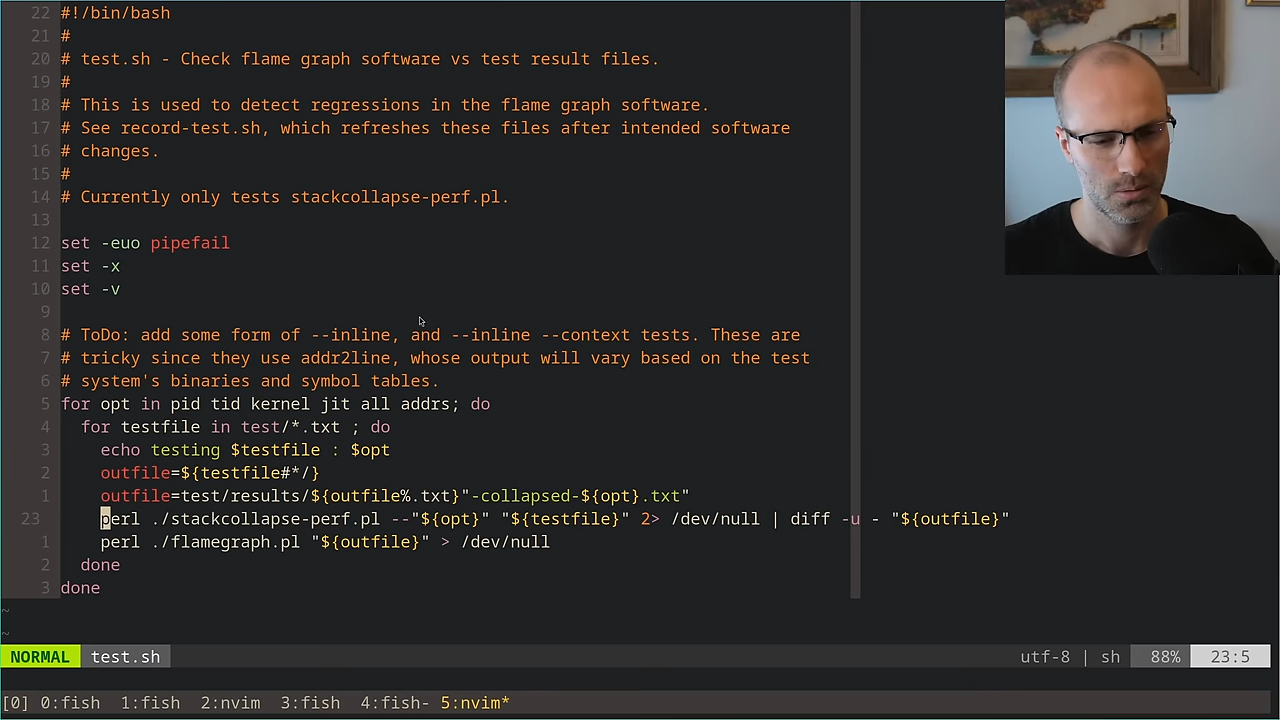 22 #!/bin/bash
21 #
20 # test.sh - Check flame graph software vs test result files.
19 #
18 # This is used to detect regressions in the flame graph software.
17 # See record-test.sh, which refreshes these files after intended software
16 # changes.
15 #
14 # Currently only tests stackcollapse-perf.pl.
13
12 set -euo pipefail
11 set -x
10 set -v
9
8 # ToDo: add some form of --inline, and --inline --context tests. These are
7 # tricky since they use addr2line, whose output will vary based on the test
6 # system's binaries and symbol tables.
5 for opt in pid tid kernel jit all addrs; do
4   for testfile in test/*.txt ; do
3     echo testing $testfile : $opt
2     outfile=${testfile#*/}
1     outfile=test/results/${outfile%.txt}"-collapsed-${opt}.txt"
23     perl ./stackcollapse-perf.pl --"${opt}" "${testfile}" 2> /dev/null | diff -u - "${outfile}"
1     perl ./flamegraph.pl "${outfile}" > /dev/null
2   done
3 done
~
~
NORMAL test.sh utf-8 | sh 88% 23:5
[0] 0:fish 1:fish 2:nvim 3:fish 4:fish- 5:nvim*